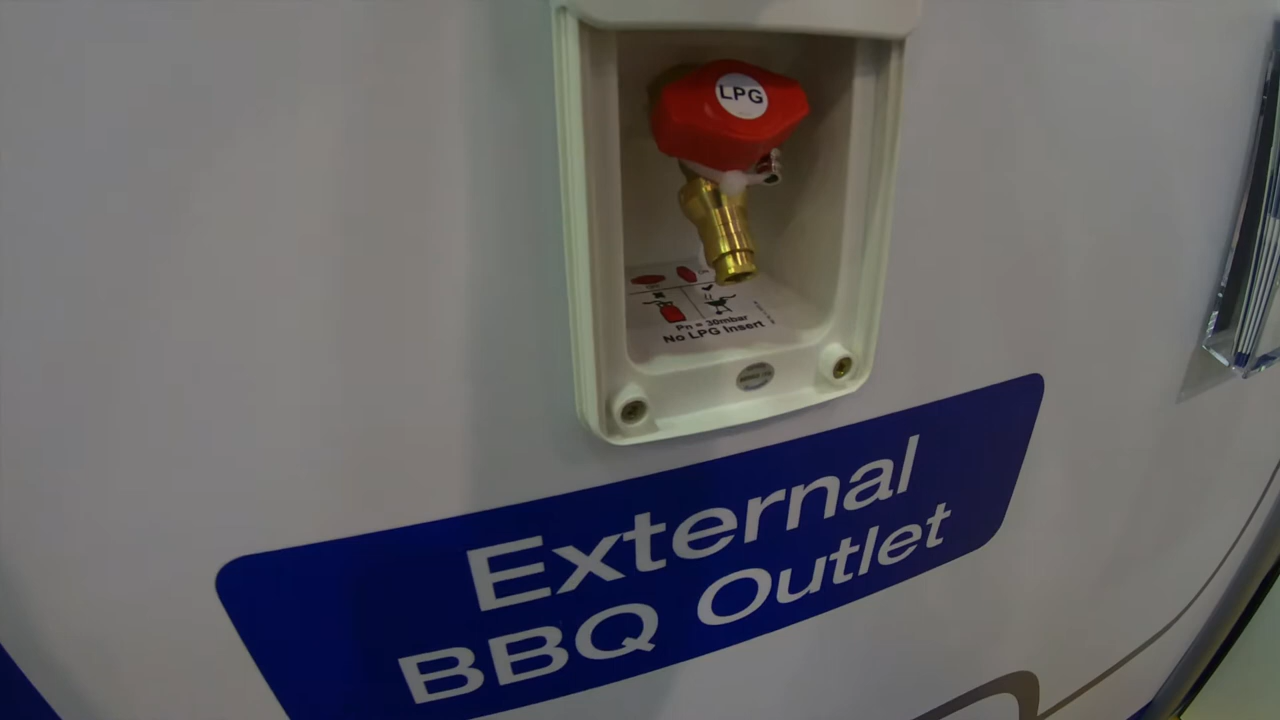 LPG
Pn = 30mbar
No LPG Insert
External
BBQ Outlet